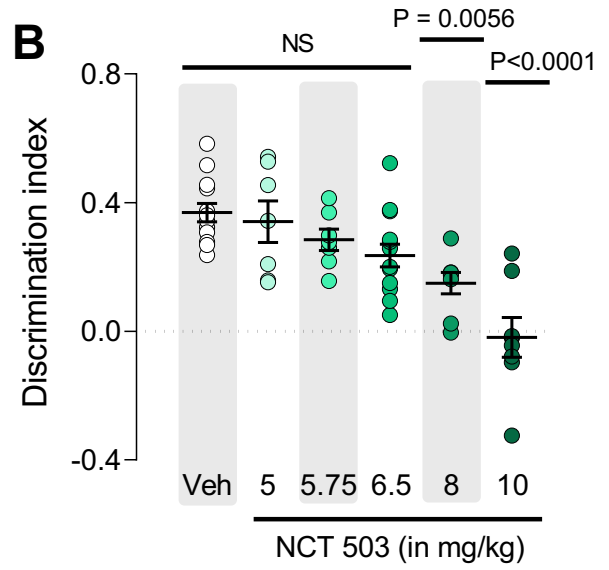 B
P = 0.0056
NS
P<0.0001
Discrimination index
0.8
0.4
0.0
-0.4
Veh 5 5.75 6.5 8 10
NCT 503 (in mg/kg)